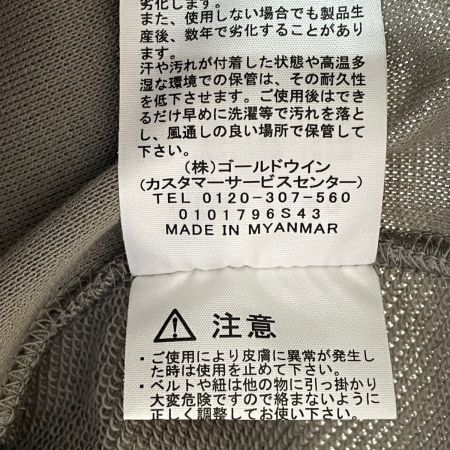 劣化します。
また、使用しない場合でも製品生
産後、数年で劣化することがあり
ます。
汗や汚れが付着した状態や高温多
湿な環境での保管は、その耐久性
を低下させます。ご使用後はでき
るだけ早めに洗濯等で汚れを落と
し、風通しの良い場所で保管して
下さい。
(株)ゴールドウイン
(カスタマーサービスセンター)
TEL 0120-307-560
0101796S43
MADE IN MYANMAR
注意
・ご使用により皮膚に異常が発生し
た時は使用を止めて下さい。
・ベルトや紐は他の物に引っ掛かり
大変危険ですので絡まないように
正しく調整してお使い下さい。